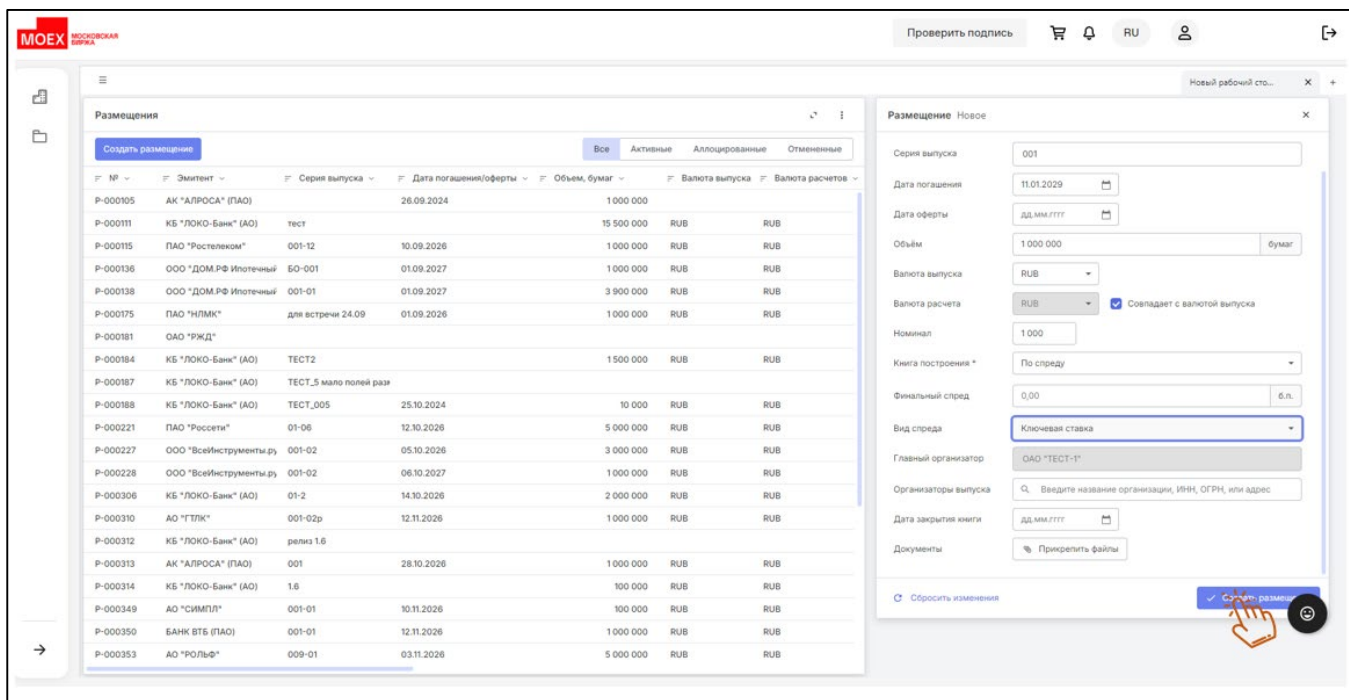 MOEX МОСКОВСКАЯ БИРЖА
Проверить подпись RU
Новый рабочий сто...
Размещения
Создать размещение Все Активные Аллоцированные Отмененные
№ Эмитент Серия выпуска Дата погашения/оферты Объем, бумаг Валюта выпуска Валюта расчетов
P-000105 АК "АЛРОСА" (ПАО) 26.09.2024 1 000 000
P-000111 КБ "ЛОКО-Банк" (АО) тест 15 500 000 RUB RUB
P-000115 ПАО "Ростелеком" 001-12 10.09.2026 1 000 000 RUB RUB
P-000136 ООО "ДОМ.РФ Ипотечный БО-001 01.09.2027 1 000 000 RUB RUB
P-000138 ООО "ДОМ.РФ Ипотечный 001-01 01.09.2027 3 900 000 RUB RUB
P-000175 ПАО "НЛМК" для встречи 24.09 01.09.2026 1 000 000 RUB RUB
P-000181 ОАО "РЖД"
P-000184 КБ "ЛОКО-Банк" (АО) ТЕСТ2 1 500 000 RUB RUB
P-000187 КБ "ЛОКО-Банк" (АО) ТЕСТ_5 мало полей разм
P-000188 КБ "ЛОКО-Банк" (АО) ТЕСТ_005 25.10.2024 10 000 RUB RUB
P-000221 ПАО "Россети" 01-06 12.10.2026 5 000 000 RUB RUB
P-000227 ООО "ВсеИнструменты.ру 001-02 05.10.2026 3 000 000 RUB RUB
P-000228 ООО "ВсеИнструменты.ру 001-02 06.10.2027 1 000 000 RUB RUB
P-000306 КБ "ЛОКО-Банк" (АО) 01-2 14.10.2026 2 000 000 RUB RUB
P-000310 АО "ГТЛК" 001-02р 12.11.2026 1 000 000 RUB RUB
P-000312 КБ "ЛОКО-Банк" (АО) релиз 1.6
P-000313 АК "АЛРОСА" (ПАО) 001 28.10.2026 1 000 000 RUB RUB
P-000314 КБ "ЛОКО-Банк" (АО) 1.6 100 000 RUB RUB
P-000349 АО "СИМПЛ" 001-01 10.11.2026 100 000 RUB RUB
P-000350 БАНК ВТБ (ПАО) 001-01 12.11.2026 1 000 000 RUB RUB
P-000353 АО "РОЛЬФ" 009-01 03.11.2026 5 000 000 RUB RUB
Размещение Новое
Серия выпуска 001
Дата погашения 11.01.2029
Дата оферты дд.мм.гггг
Объём 1 000 000 бумаг
Валюта выпуска RUB
Валюта расчета RUB Совпадает с валютой выпуска
Номинал 1 000
Книга построения * По спреду
Финальный спред 0,00 б.п.
Вид спреда Ключевая ставка
Главный организатор ОАО "ТЕСТ-1"
Организаторы выпуска Введите название организации, ИНН, ОГРН, или адрес
Дата закрытия книги дд.мм.гггг
Документы Прикрепить файлы
Сбросить изменения